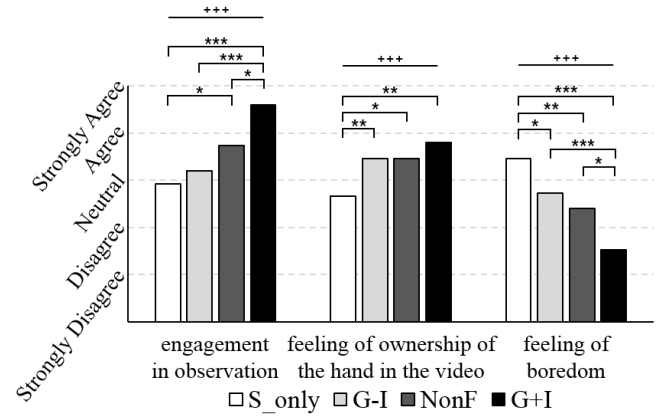 +++
***
***
*
*
+++
**
*
**
+++
***
**
*
***
*
Strongly Agree
Agree
Neutral
Disagree
Strongly Disagree
engagement
in observation
feeling of ownership of
the hand in the video
feeling of
boredom
S_only G-I NonF G+I